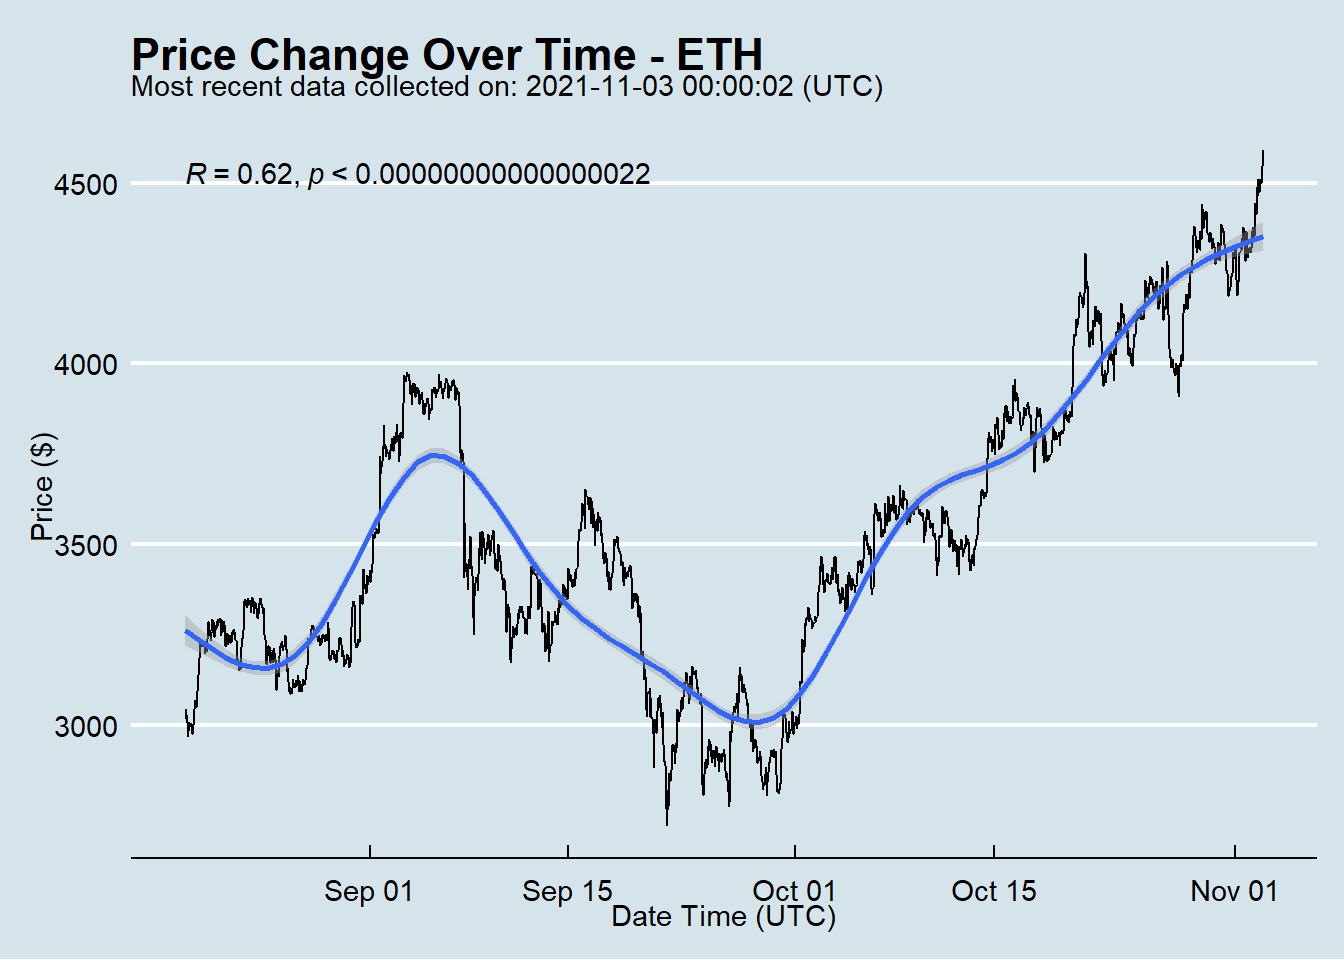 Price Change Over Time - ETH
Most recent data collected on: 2021-11-03 00:00:02 (UTC)
R = 0.62, p < 0.00000000000000022
4500
4000
3500
3000
Price ($)
Sep 01
Sep 15
Oct 01
Oct 15
Nov 01
Date Time (UTC)